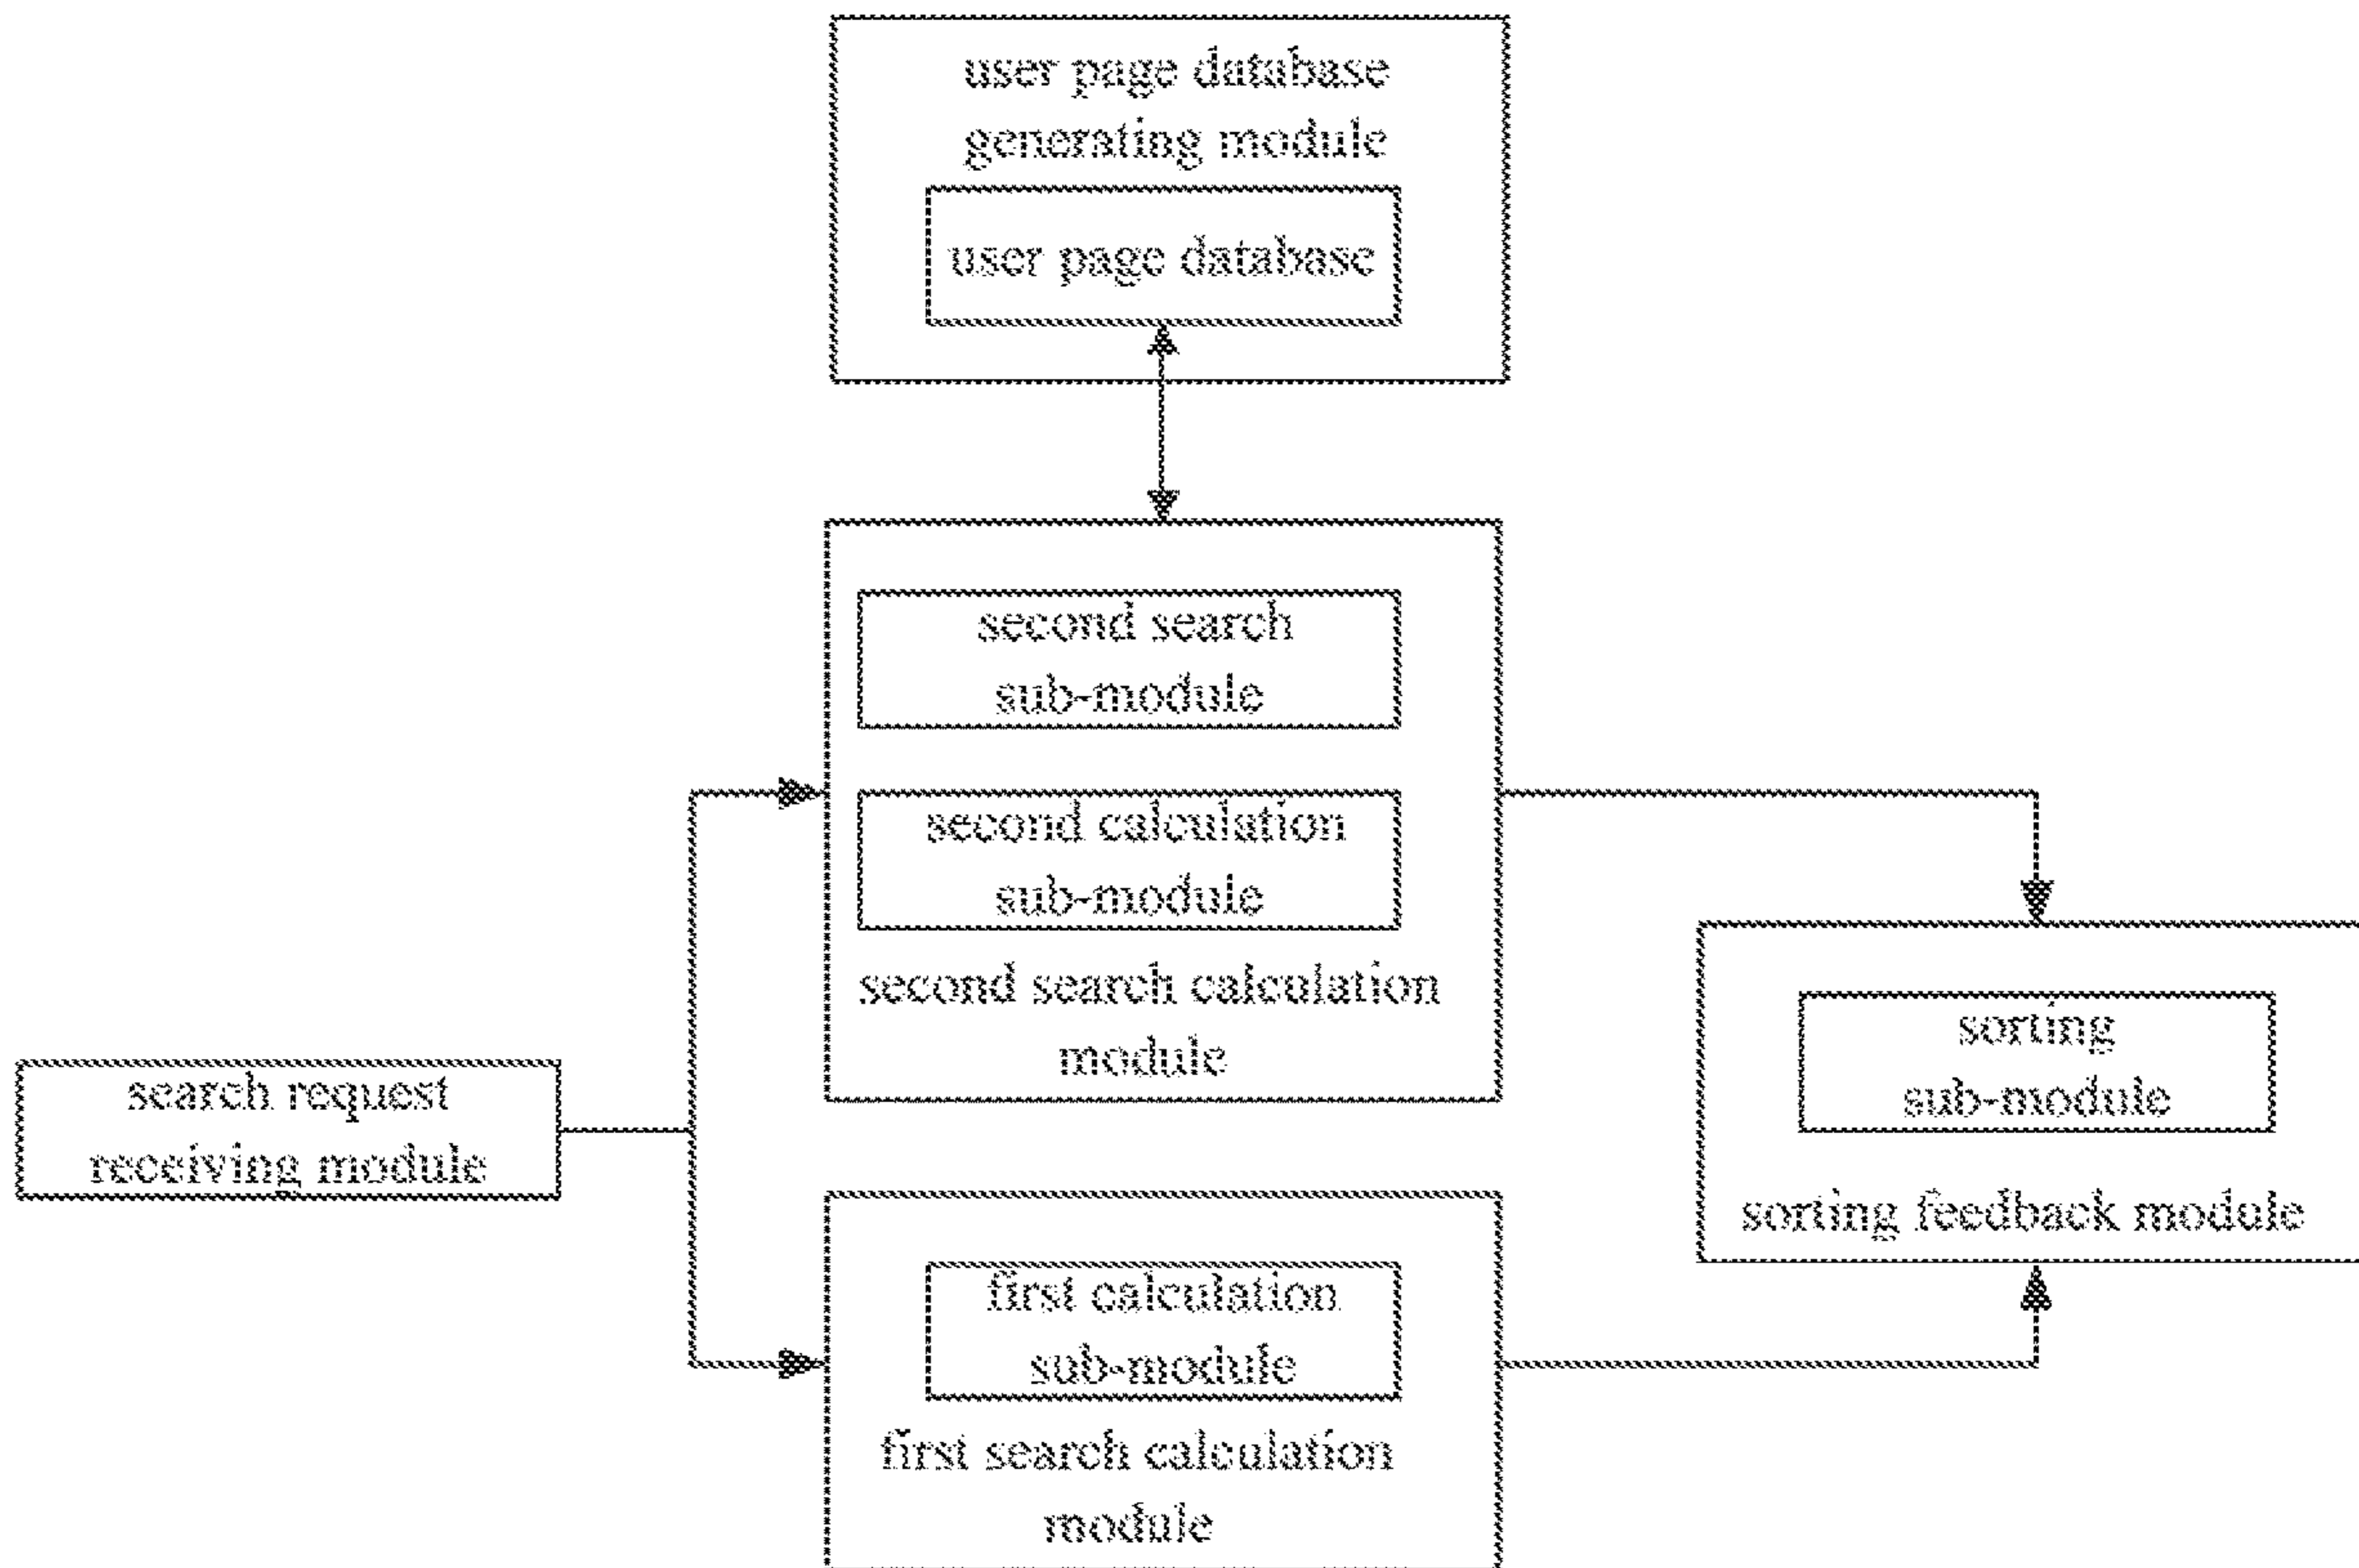 user page database
generating module
user page database
second search
sub-module
second calculation
sub-module
second search calculation
module
search request
receiving module
sorting
sub-module
sorting feedback module
first calculation
sub-module
first search calculation
module